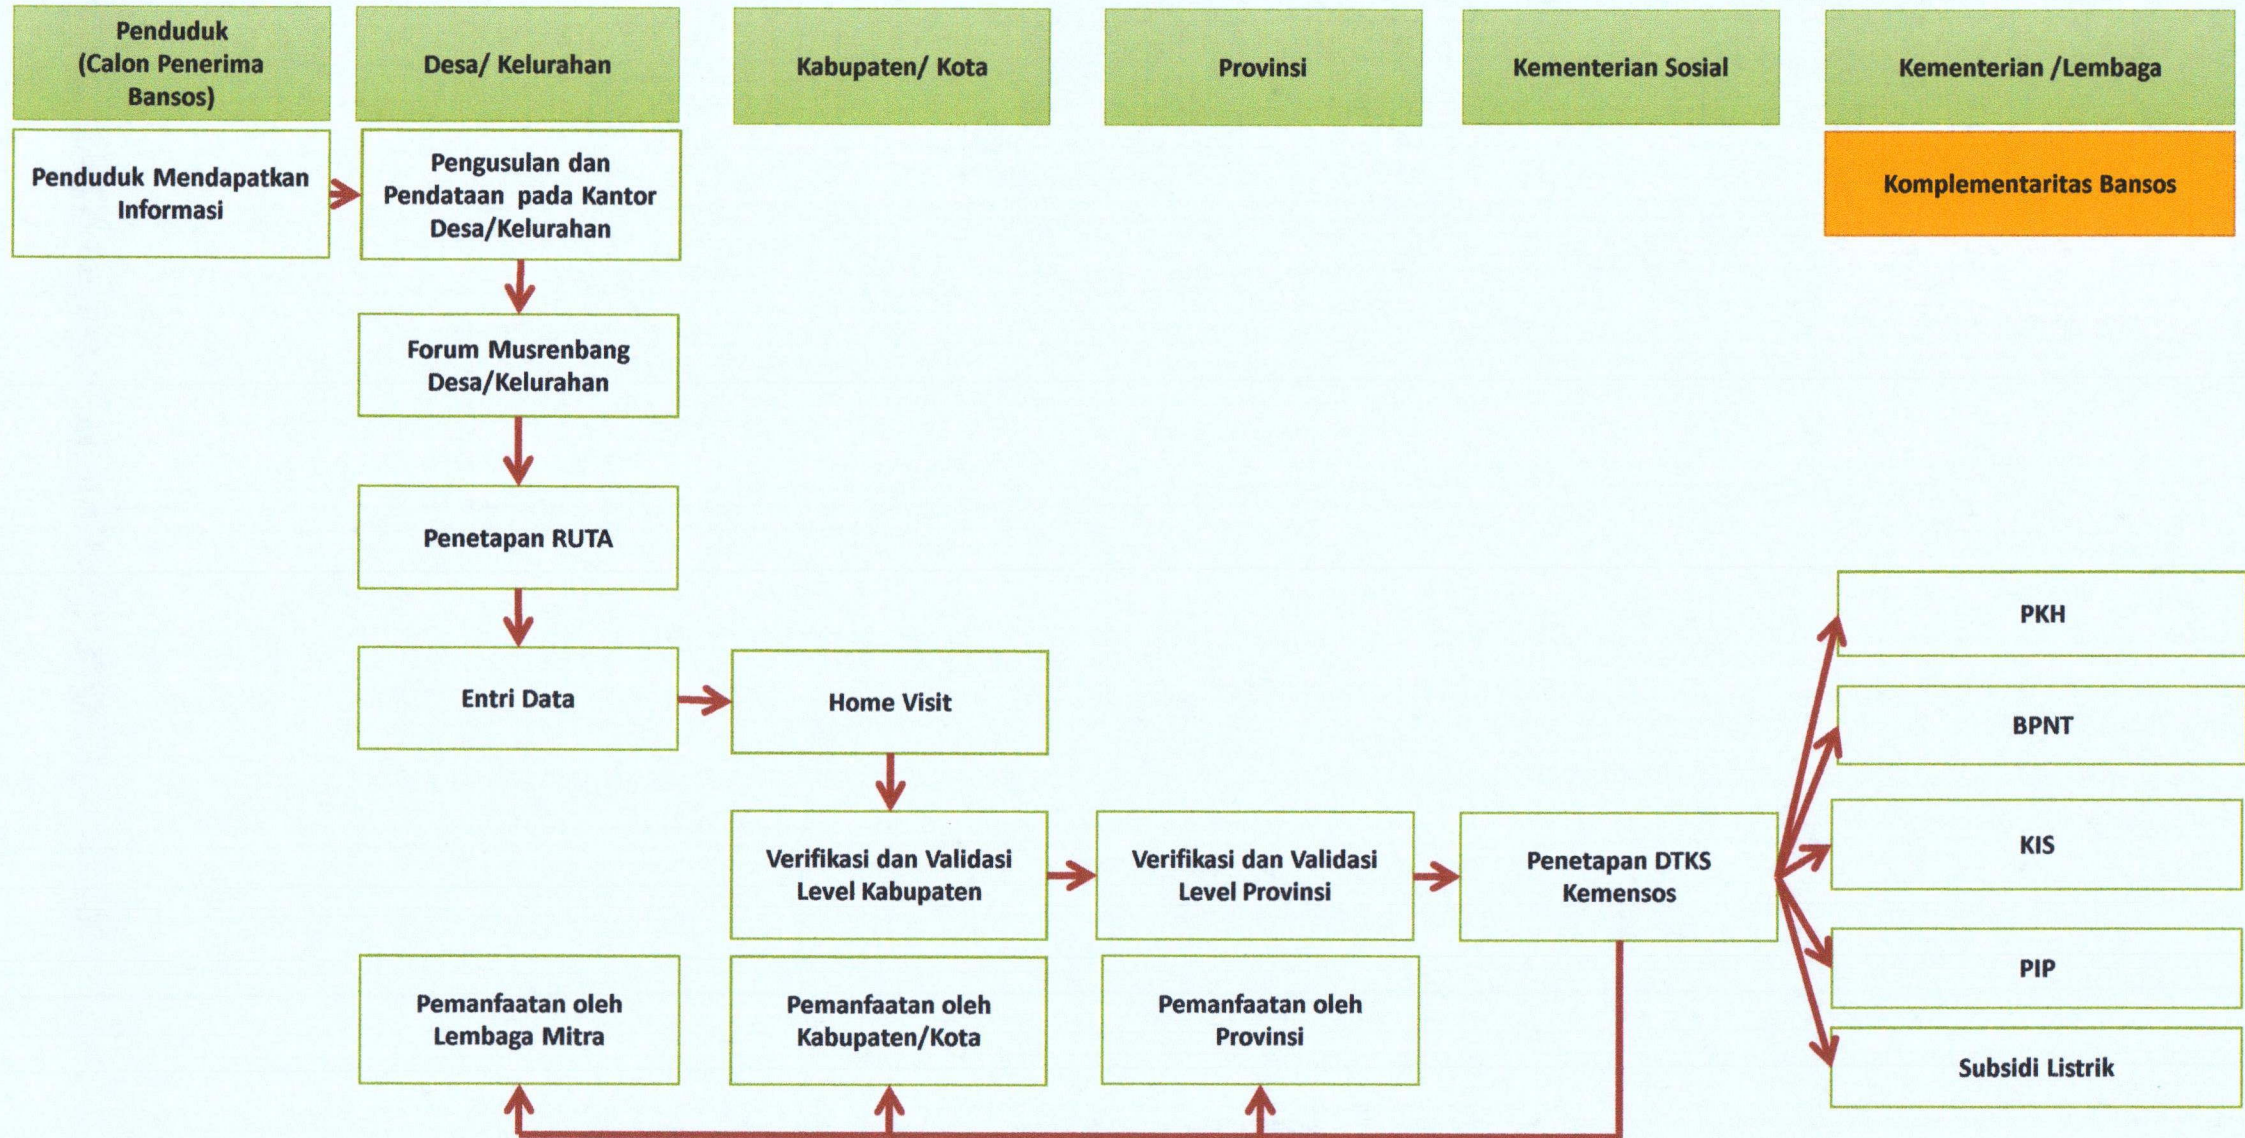 Penduduk
(Calon Penerima
Bansos)
Desa/ Kelurahan
Kabupaten/ Kota
Provinsi
Kementerian Sosial
Kementerian /Lembaga
Penduduk Mendapatkan
Informasi
Pengusulan dan
Pendataan pada Kantor
Desa/Kelurahan
Komplementaritas Bansos
Forum Musrenbang
Desa/Kelurahan
Penetapan RUTA
Entri Data
Home Visit
PKH
BPNT
Verifikasi dan Validasi
Level Kabupaten
Verifikasi dan Validasi
Level Provinsi
Penetapan DTKS
Kemensos
KIS
PIP
Pemanfaatan oleh
Lembaga Mitra
Pemanfaatan oleh
Kabupaten/Kota
Pemanfaatan oleh
Provinsi
Subsidi Listrik